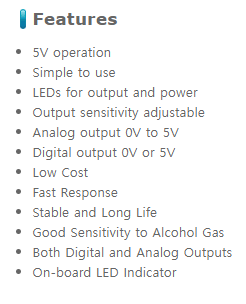 Features
• 5V operation
• Simple to use
• LEDs for output and power
• Output sensitivity adjustable
• Analog output 0V to 5V
• Digital output 0V or 5V
• Low Cost
• Fast Response
• Stable and Long Life
• Good Sensitivity to Alcohol Gas
• Both Digital and Analog Outputs
• On-board LED Indicator